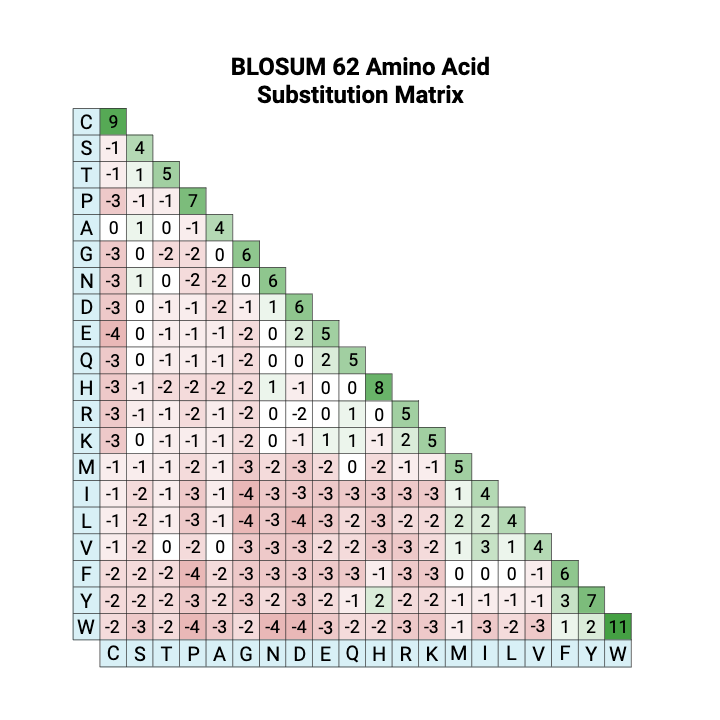 BLOSUM 62 Amino Acid
Substitution Matrix
C 9
S -1 4
T -1 1 5
P -3 -1 -1 7
A 0 1 0 -1 4
G -3 0 -2 -2 0 6
N -3 1 0 -2 -2 0 6
D -3 0 -1 -1 -2 -1 1 6
E -4 0 -1 -1 -1 -2 0 2 5
Q -3 0 -1 -1 -1 -2 0 0 2 5
H -3 -1 -2 -2 -2 -2 1 -1 0 0 8
R -3 -1 -1 -2 -1 -2 0 -2 0 1 0 5
K -3 0 -1 -1 -1 -2 0 -1 1 1 -1 2 5
M -1 -1 -1 -2 -1 -3 -2 -3 -2 0 -2 -1 -1 5
I -1 -2 -1 -3 -1 -4 -3 -3 -3 -3 -3 -3 -3 1 4
L -1 -2 -1 -3 -1 -4 -3 -4 -3 -2 -3 -2 -2 2 2 4
V -1 -2 0 -2 0 -3 -3 -3 -2 -2 -3 -3 -2 1 3 1 4
F -2 -2 -2 -4 -2 -3 -3 -3 -3 -3 -1 -3 -3 0 0 0 -1 6
Y -2 -2 -2 -3 -2 -3 -2 -3 -2 -1 2 -2 -2 -1 -1 -1 -1 3 7
W -2 -3 -2 -4 -3 -2 -4 -4 -3 -2 -2 -3 -3 -1 -3 -2 -3 1 2 11
C S T P A G N D E Q H R K M I L V F Y W